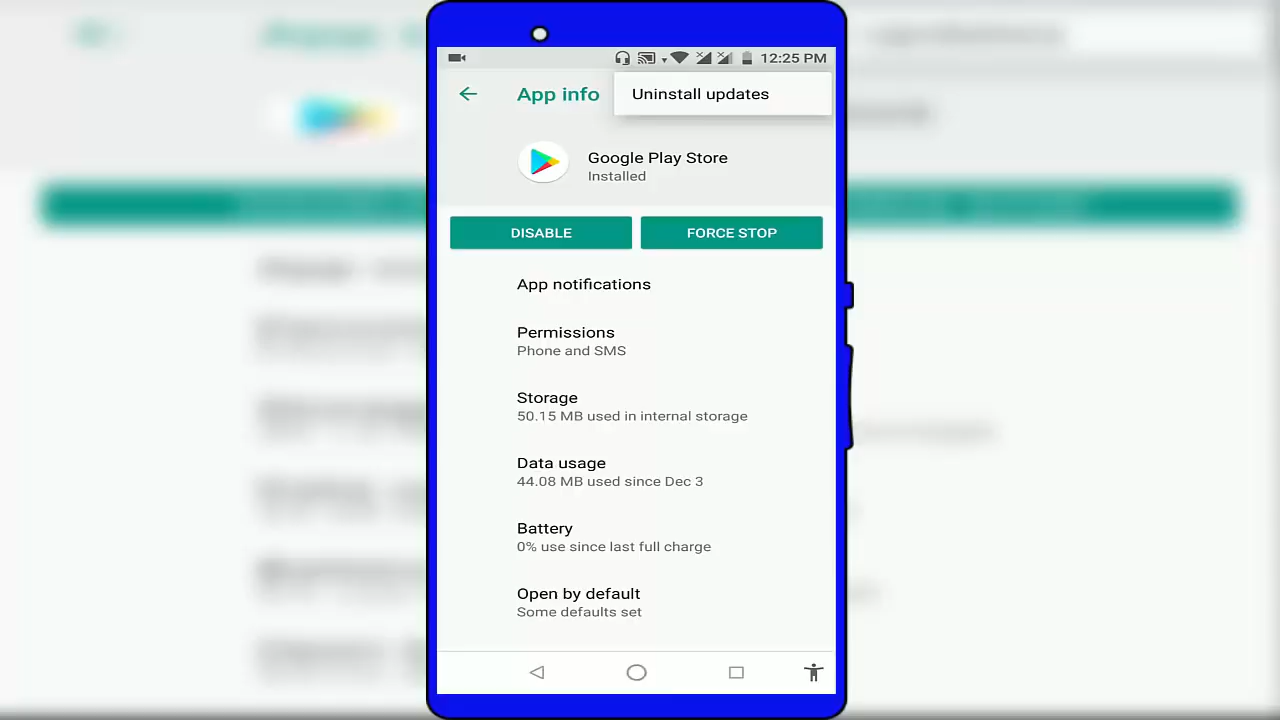 12:25 PM
App info
Uninstall updates
Google Play Store
Installed
DISABLE
FORCE STOP
App notifications
Permissions
Phone and SMS
Storage
50.15 MB used in internal storage
Data usage
44.08 MB used since Dec 3
Battery
0% use since last full charge
Open by default
Some defaults set